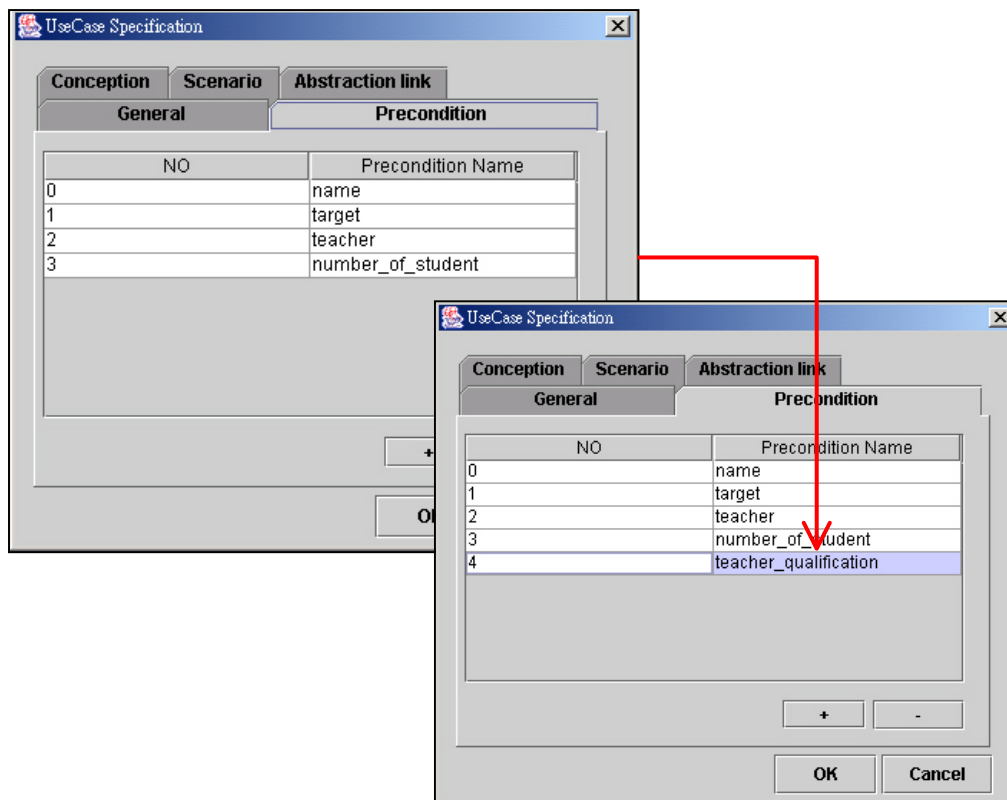 UseCase Specification
Conception Scenario Abstraction link
General Precondition
NO Precondition Name
0 name
1 target
2 teacher
3 number_of_student
+
UseCase Specification
Conception Scenario Abstraction link
General Precondition
NO Precondition Name
0 name
1 target
2 teacher
3 number_of_student
4 teacher_qualification
+ -
OK Cancel